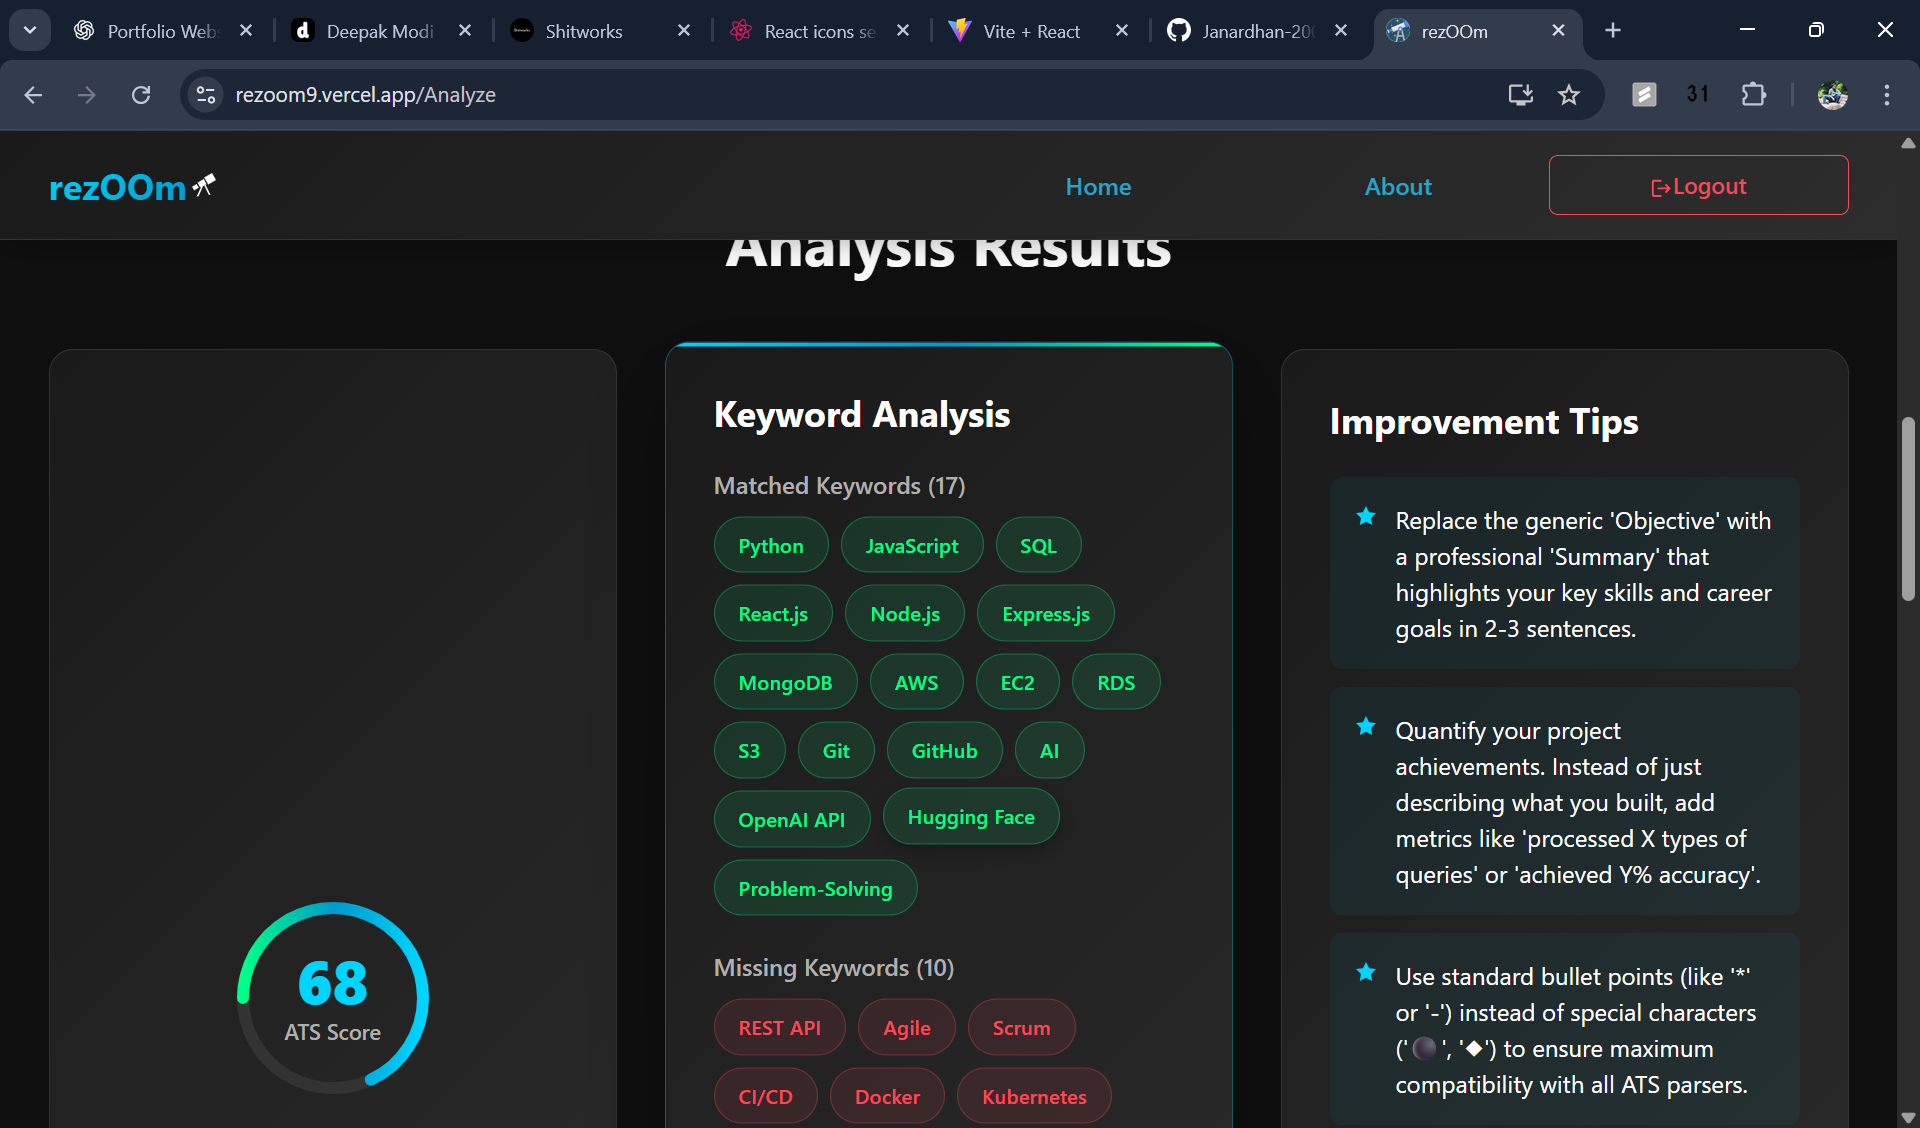 Portfolio Webs
Deepak Modi
Shitworks
React icons se
Vite + React
Janardhan-200
rezOOm
rezoom9.vercel.app/Analyze
31
rezOOm
Home
About
Logout
Analysis Results
68
ATS Score
Keyword Analysis
Matched Keywords (17)
Python JavaScript SQL
React.js Node.js Express.js
MongoDB AWS EC2 RDS
S3 Git GitHub AI
OpenAI API Hugging Face
Problem-Solving
Missing Keywords (10)
REST API Agile Scrum
CI/CD Docker Kubernetes
Improvement Tips
Replace the generic 'Objective' with
a professional 'Summary' that
highlights your key skills and career
goals in 2-3 sentences.
Quantify your project
achievements. Instead of just
describing what you built, add
metrics like 'processed X types of
queries' or 'achieved Y% accuracy'.
Use standard bullet points (like '*'
or '-') instead of special characters
('🌑', '◆') to ensure maximum
compatibility with all ATS parsers.